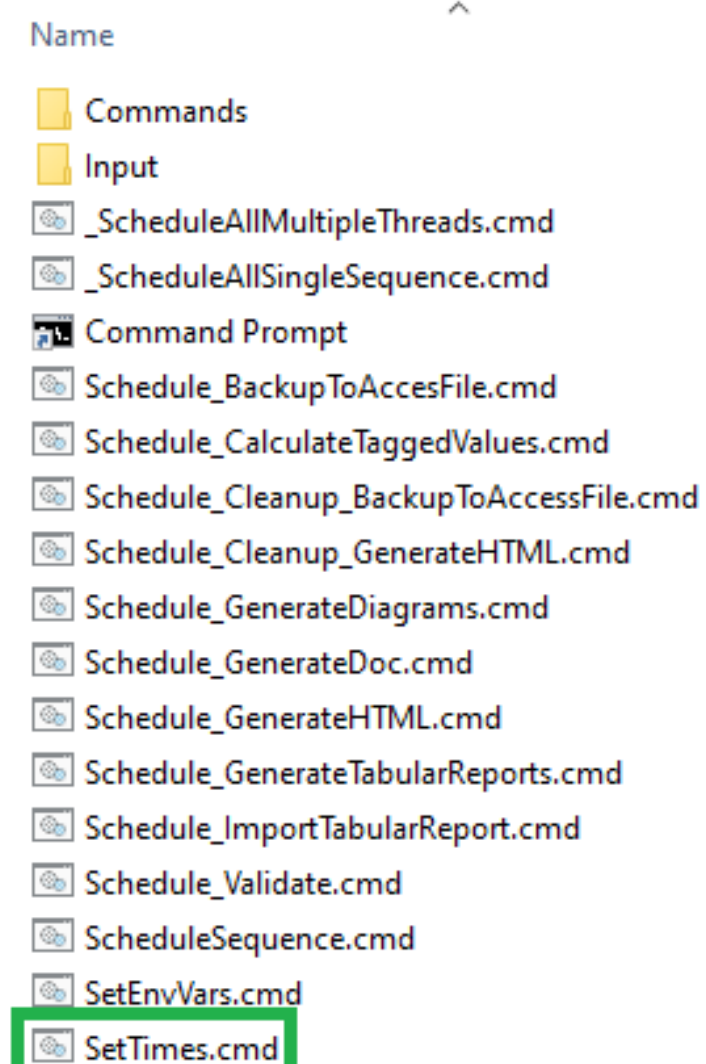 Name
Commands
Input
_ScheduleAllMultipleThreads.cmd
_ScheduleAllSingleSequence.cmd
Command Prompt
Schedule_BackupToAccesFile.cmd
Schedule_CalculateTaggedValues.cmd
Schedule_Cleanup_BackupToAccessFile.cmd
Schedule_Cleanup_GenerateHTML.cmd
Schedule_GenerateDiagrams.cmd
Schedule_GenerateDoc.cmd
Schedule_GenerateHTML.cmd
Schedule_GenerateTabularReports.cmd
Schedule_ImportTabularReport.cmd
Schedule_Validate.cmd
ScheduleSequence.cmd
SetEnvVars.cmd
SetTimes.cmd